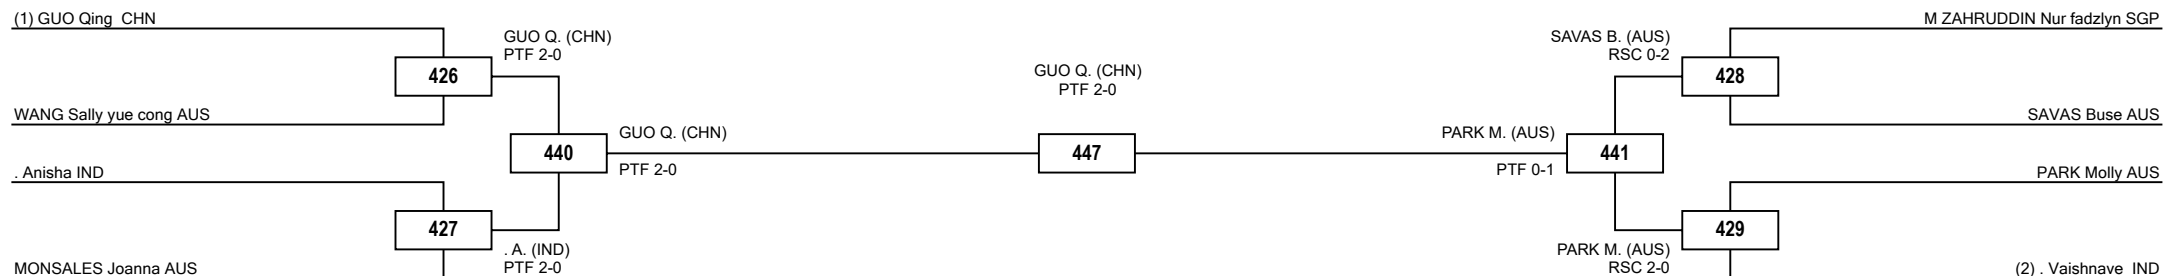 (1) GUO Qing CHN
M ZAHRUDDIN Nur fadzlyn SGP
GUO Q. (CHN)
PTF 2-0
SAVAS B. (AUS)
RSC 0-2
426
GUO Q. (CHN)
PTF 2-0
428
WANG Sally yue cong AUS
SAVAS Buse AUS
440
GUO Q. (CHN)
PTF 2-0
447
PARK M. (AUS)
PTF 0-1
441
. Anisha IND
PARK Molly AUS
427
429
. A. (IND)
PTF 2-0
PARK M. (AUS)
RSC 2-0
MONSALES Joanna AUS
(2) . Vaishnave IND